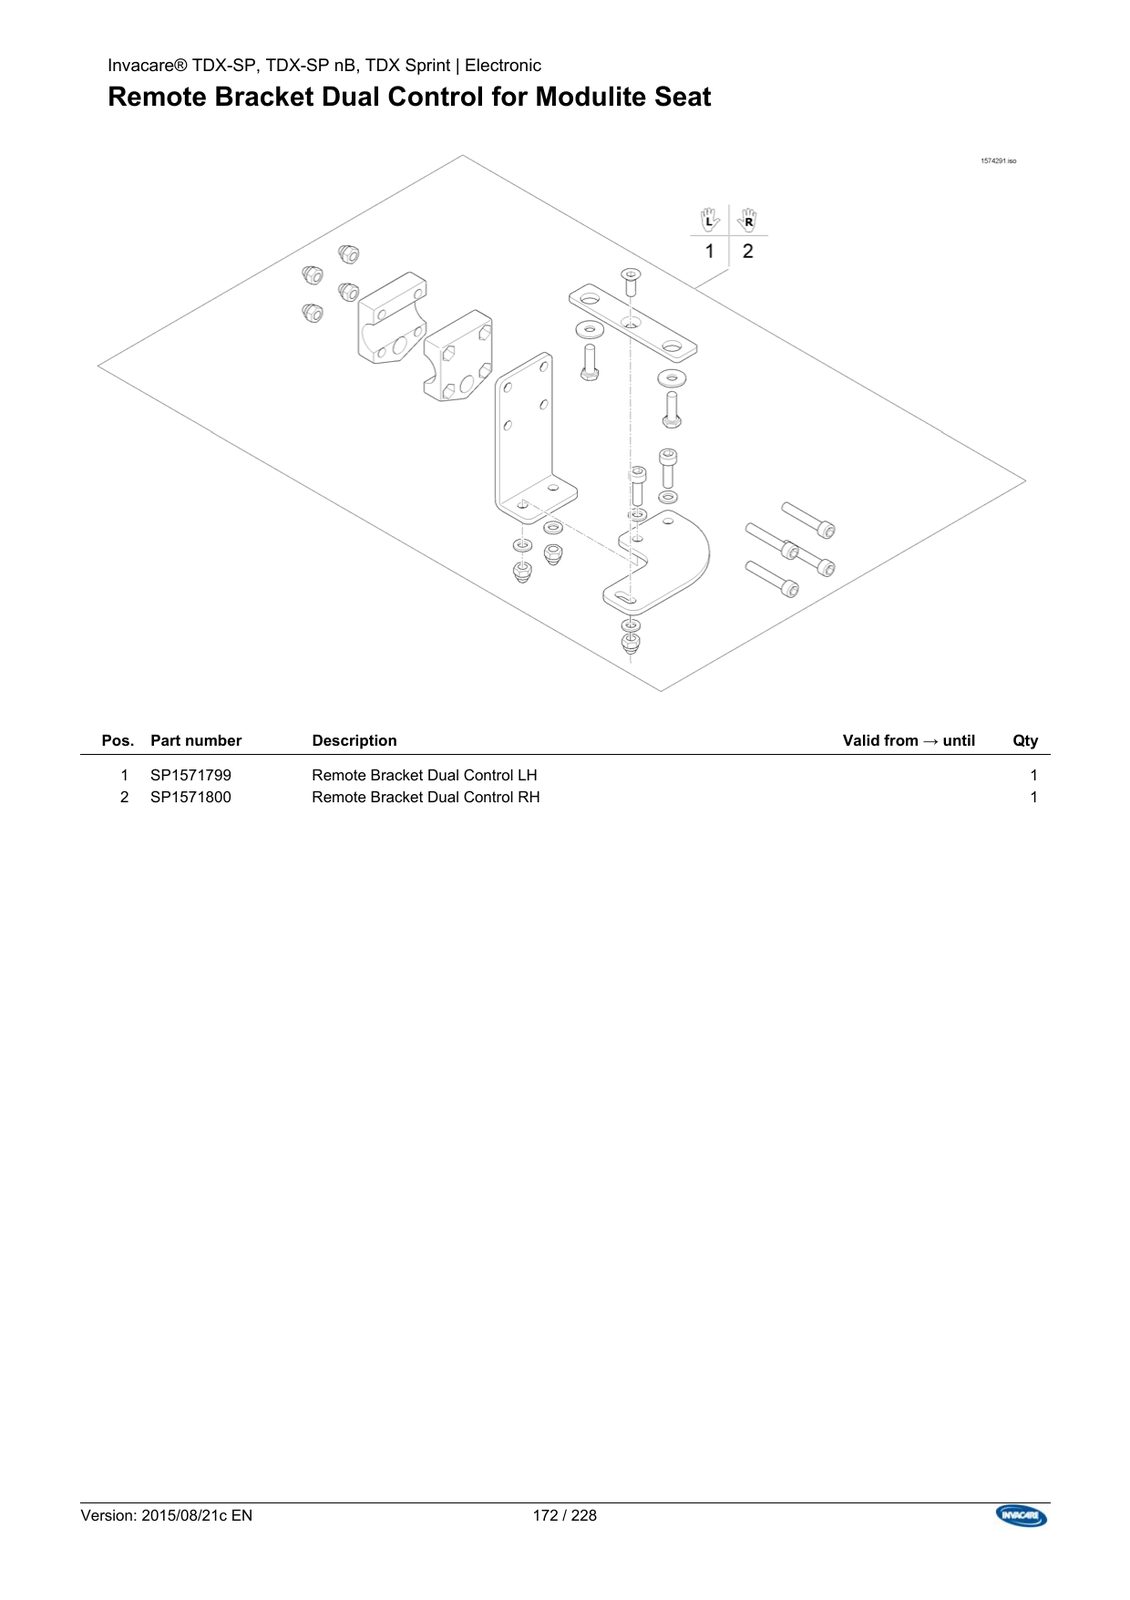 Invacare® TDX-SP, TDX-SP nB, TDX Sprint | Electronic
Remote Bracket Dual Control for Modulite Seat
1574291.iso
L R
1 2
Pos. Part number Description Valid from → until Qty
1 SP1571799 Remote Bracket Dual Control LH 1
2 SP1571800 Remote Bracket Dual Control RH 1
Version: 2015/08/21c EN 172 / 228 INVACARE